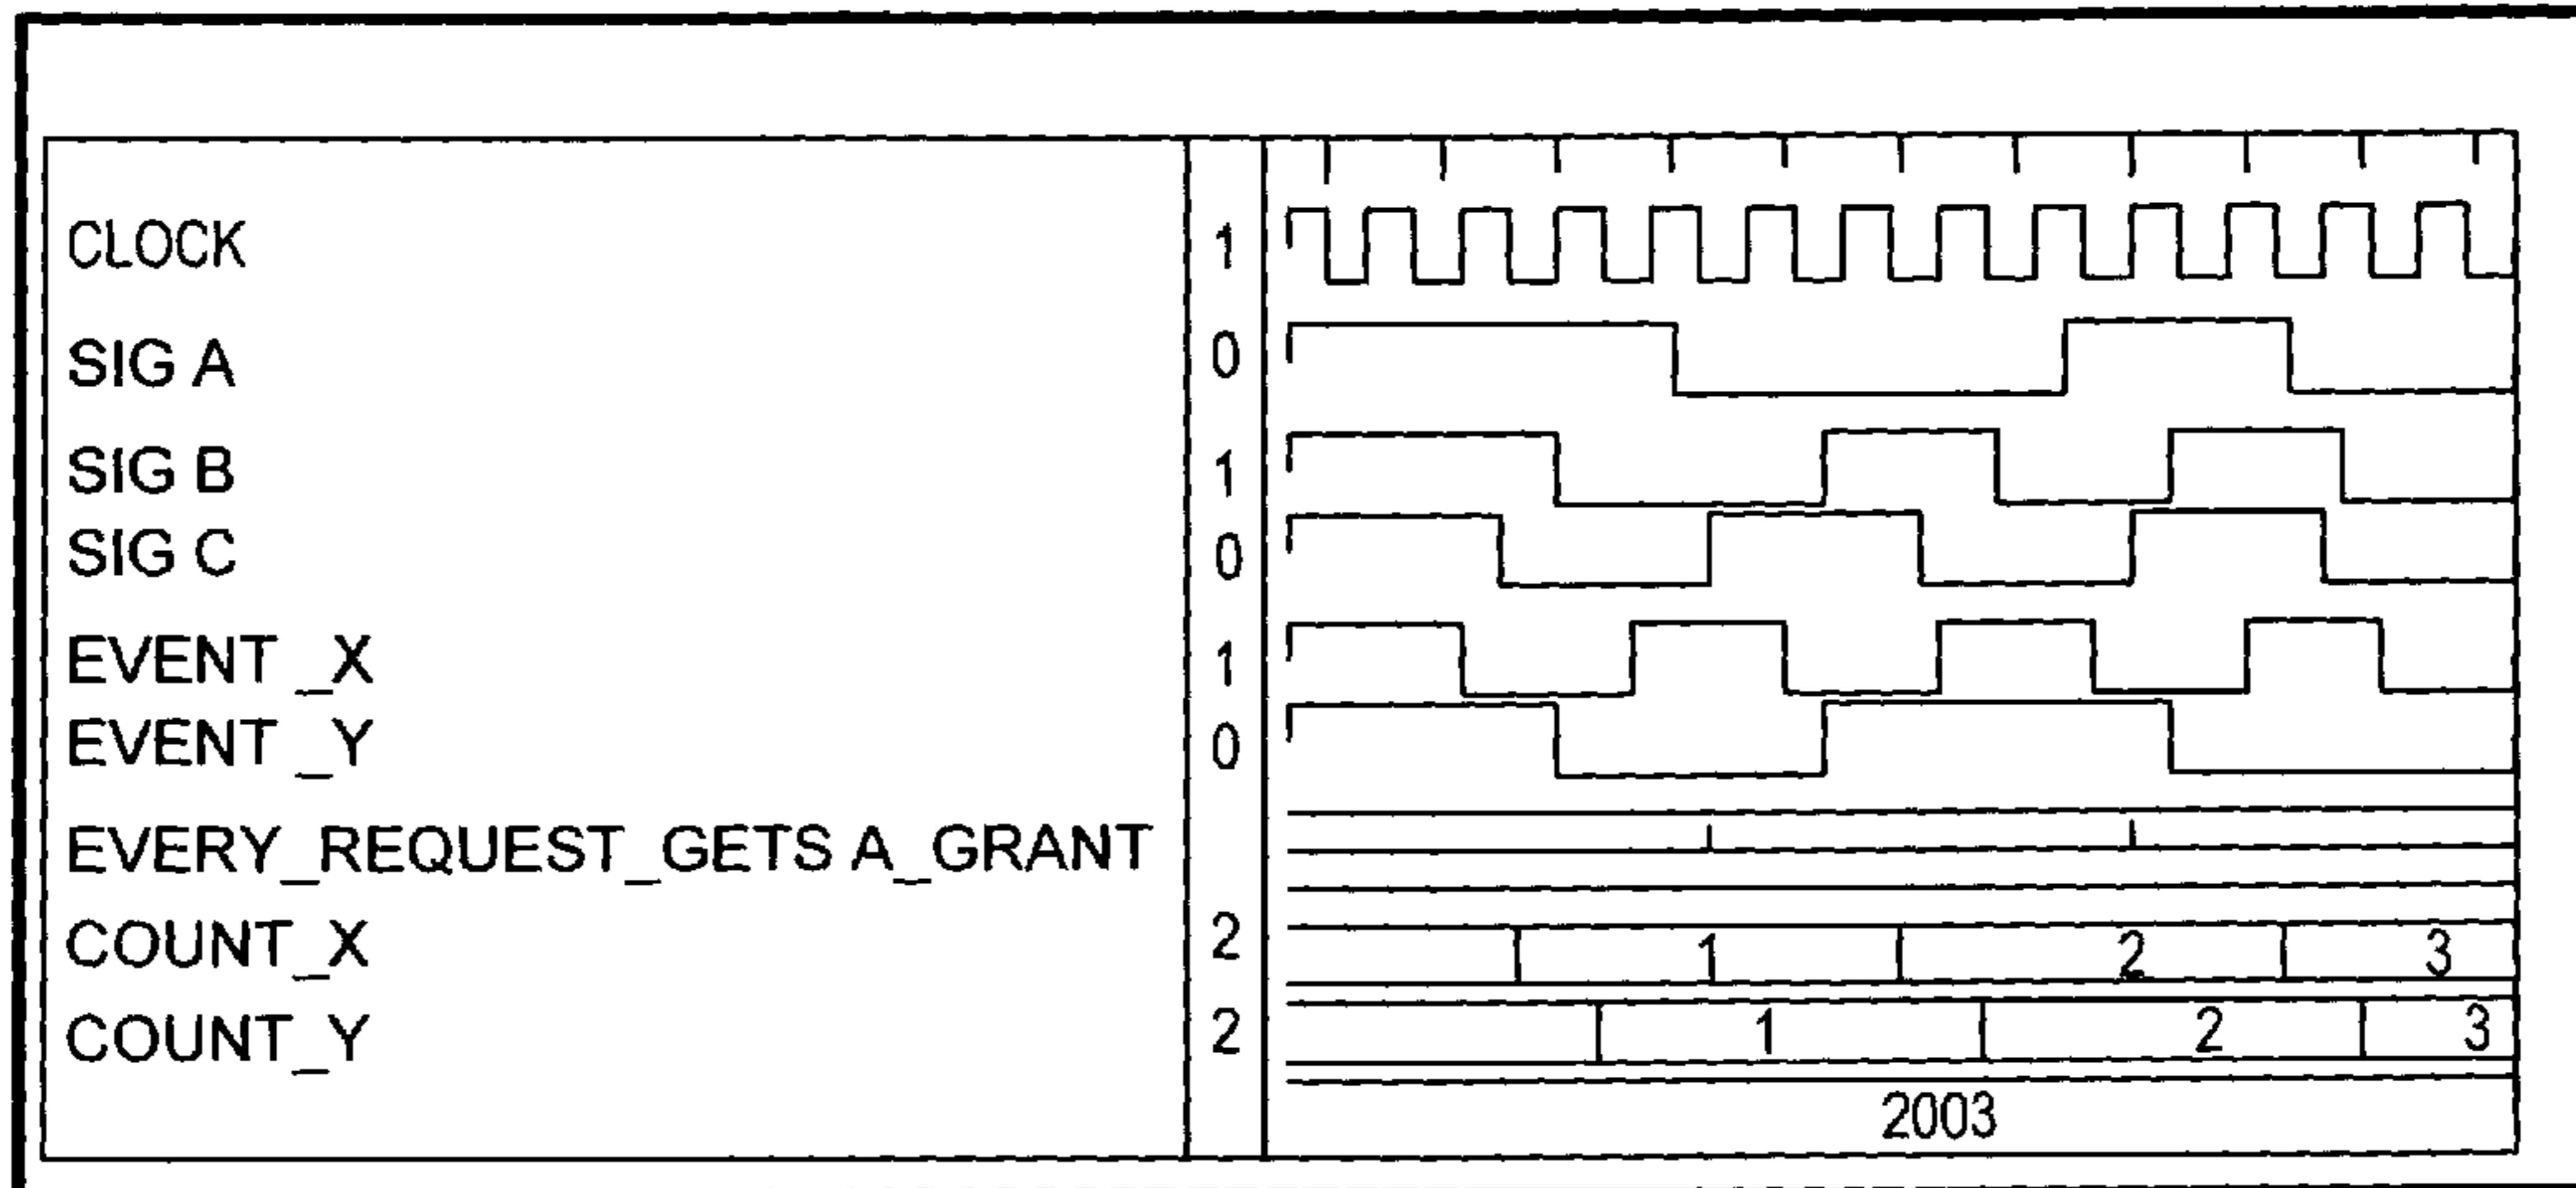 CLOCK 1
SIG A 0
SIG B 1
SIG C 0
EVENT _X 1
EVENT _Y 0
EVERY_REQUEST_GETS A_GRANT
COUNT_X 2 1 2 3
COUNT_Y 2 1 2 3
2003